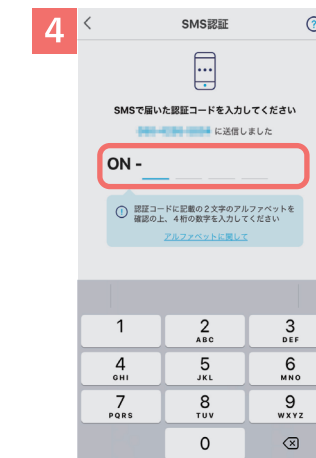 4
SMS認証
?
SMSで届いた認証コードを入力してください
に送信しました
ON -
認証コードに記載の2文字のアルファベットを
確認の上、4桁の数字を入力してください
アルファベットに関して
1
2
ABC
3
DEF
4
GHI
5
JKL
6
MNO
7
PQRS
8
TUV
9
WXYZ
0